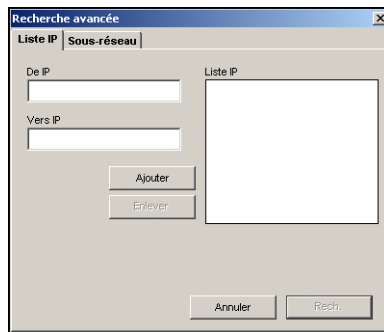 Recherche avancée
Liste IP Sous-réseau
De IP
Liste IP
Vers IP
Ajouter
Enlever
Annuler Rech.